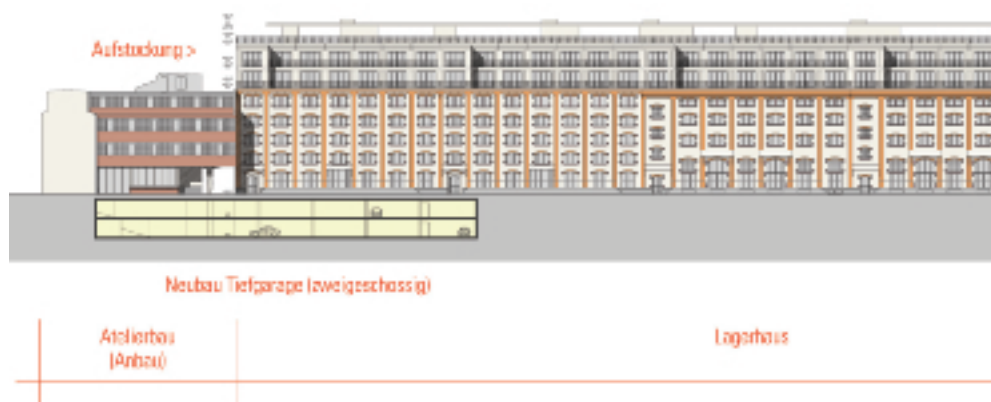 Aufstockung >
Neubau Tiefgarage (zweigeschossig)
Atelierbau
(Anbau)
Lagerhaus